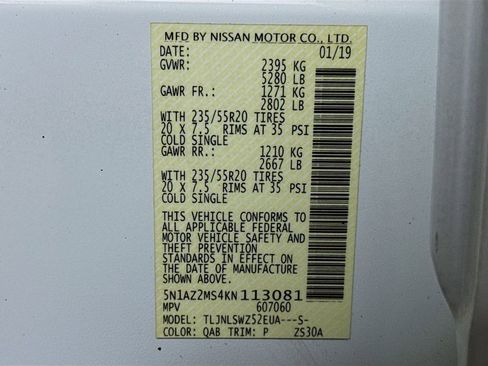 MFD BY NISSAN MOTOR CO., LTD.
DATE: 01/19
GVWR: 2395 KG
5280 LB
GAWR FR.: 1271 KG
2802 LB
WITH 235/55R20 TIRES
20 X 7.5 RIMS AT 35 PSI
COLD SINGLE
GAWR RR.: 1210 KG
2667 LB
WITH 235/55R20 TIRES
20 X 7.5 RIMS AT 35 PSI
COLD SINGLE
THIS VEHICLE CONFORMS TO
ALL APPLICABLE FEDERAL
MOTOR VEHICLE SAFETY AND
THEFT PREVENTION
STANDARDS IN EFFECT ON
THE DATE OF MANUFACTURE
SHOWN ABOVE.
5N1AZ2MS4KN113081
MPV 607060
MODEL: TLJNLSWZ52EUA---S-
COLOR: QAB TRIM: P ZS30A